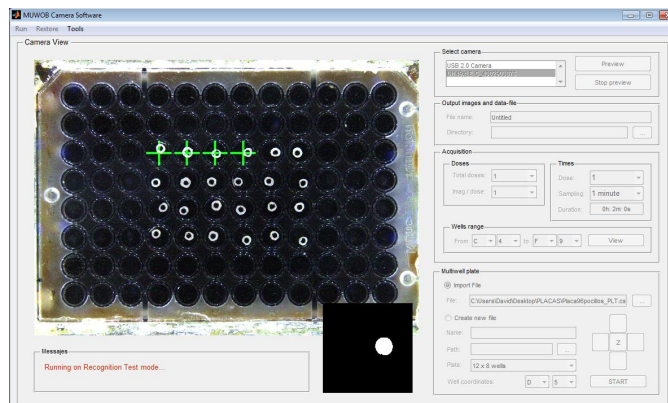 MUWOB Camera Software
Run Restore Tools
Camera View
Select camera
USB 2.0 Camera
Preview
Stop preview
Output images and data-file
File name: Untitled
Directory: ...
Acquisition
Doses
Total doses: 1
Imag / dose: 1
Times
Dose: 1
Sampling: 1 minute
Duration: 0h: 2m: 0s
Wells range
From C 4 to F 9 View
Multiwell plate
Import File
File: C:\Users\David\Desktop\PLACAS\Placa96pocillos_PLT.cs ...
Create new file
Name:
Path: ...
Plate: 12 x 8 wells
Well coordinates: D 5
Z
START
Messajes
Running on Recognition Test mode...